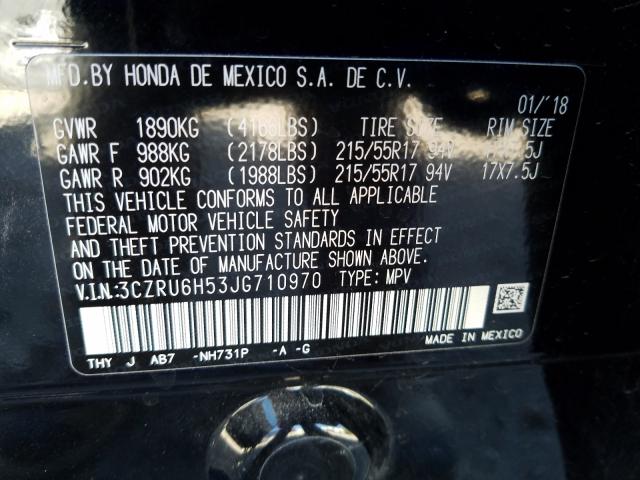 MFD. BY HONDA DE MEXICO S.A. DE C.V.
01/'18
GVWR 1890KG (4166LBS) TIRE SIZE RIM SIZE
GAWR F 988KG (2178LBS) 215/55R17 94V 17X7.5J
GAWR R 902KG (1988LBS) 215/55R17 94V 17X7.5J
THIS VEHICLE CONFORMS TO ALL APPLICABLE
FEDERAL MOTOR VEHICLE SAFETY
AND THEFT PREVENTION STANDARDS IN EFFECT
ON THE DATE OF MANUFACTURE SHOWN ABOVE.
V.I.N.:3CZRU6H53JG710970 TYPE: MPV
THY J AB7 -NH731P -A -G MADE IN MEXICO